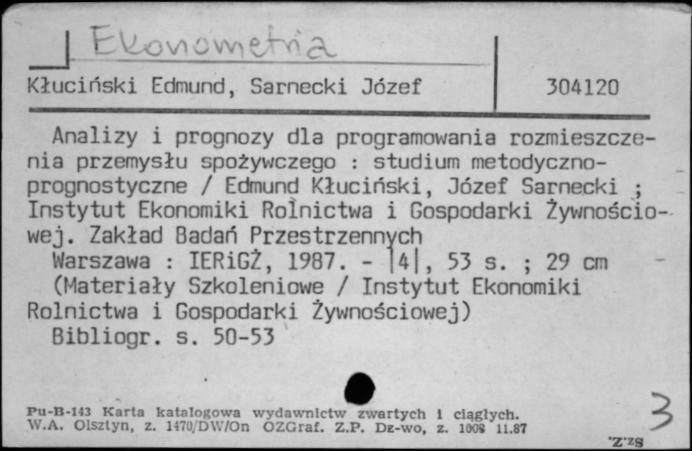 Ekonometria
Kłuciński Edmund, Sarnecki Józef 304120
Analizy i prognozy dla programowania rozmieszcze-
nia przemysłu spożywczego : studium metodyczno-
prognostyczne / Edmund Kłuciński, Józef Sarnecki ;
Instytut Ekonomiki Rolnictwa i Gospodarki Żywnościo-
wej. Zakład Badań Przestrzennych
Warszawa : IERiGŻ, 1987. - |4|, 53 s. ; 29 cm
(Materiały Szkoleniowe / Instytut Ekonomiki
Rolnictwa i Gospodarki Żywnościowej)
Bibliogr. s. 50-53
Pu-B-143 Karta katalogowa wydawnictw zwartych i ciągłych.
W.A. Olsztyn, z. 1470/DW/On OZGraf. Z.P. Dz-wo, z. 1008 11.87
3